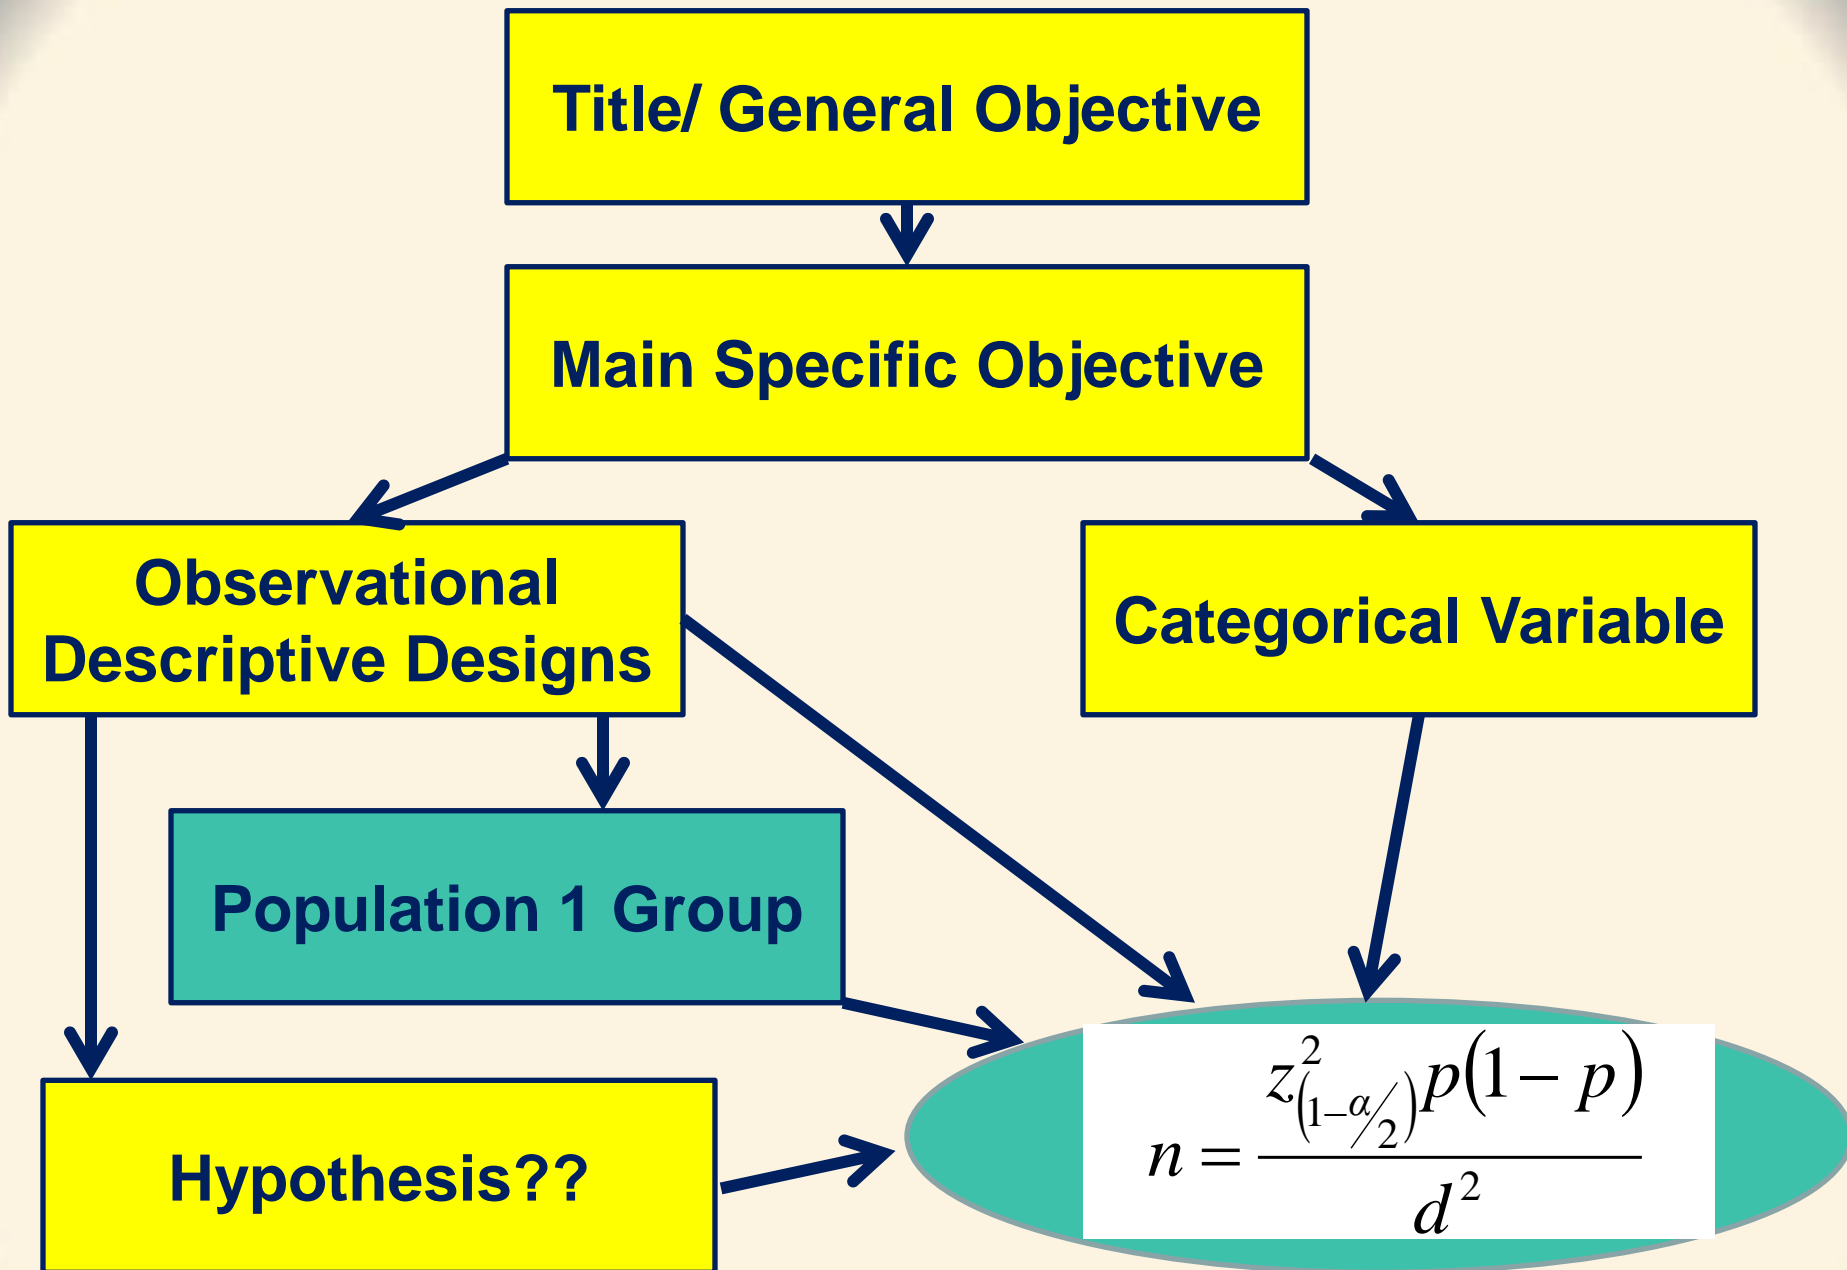 Title/ General Objective
Main Specific Objective
Observational
Descriptive Designs
Categorical Variable
Population 1 Group
Hypothesis??
n = z²₍₁₋α/₂₎p(1 − p) / d²